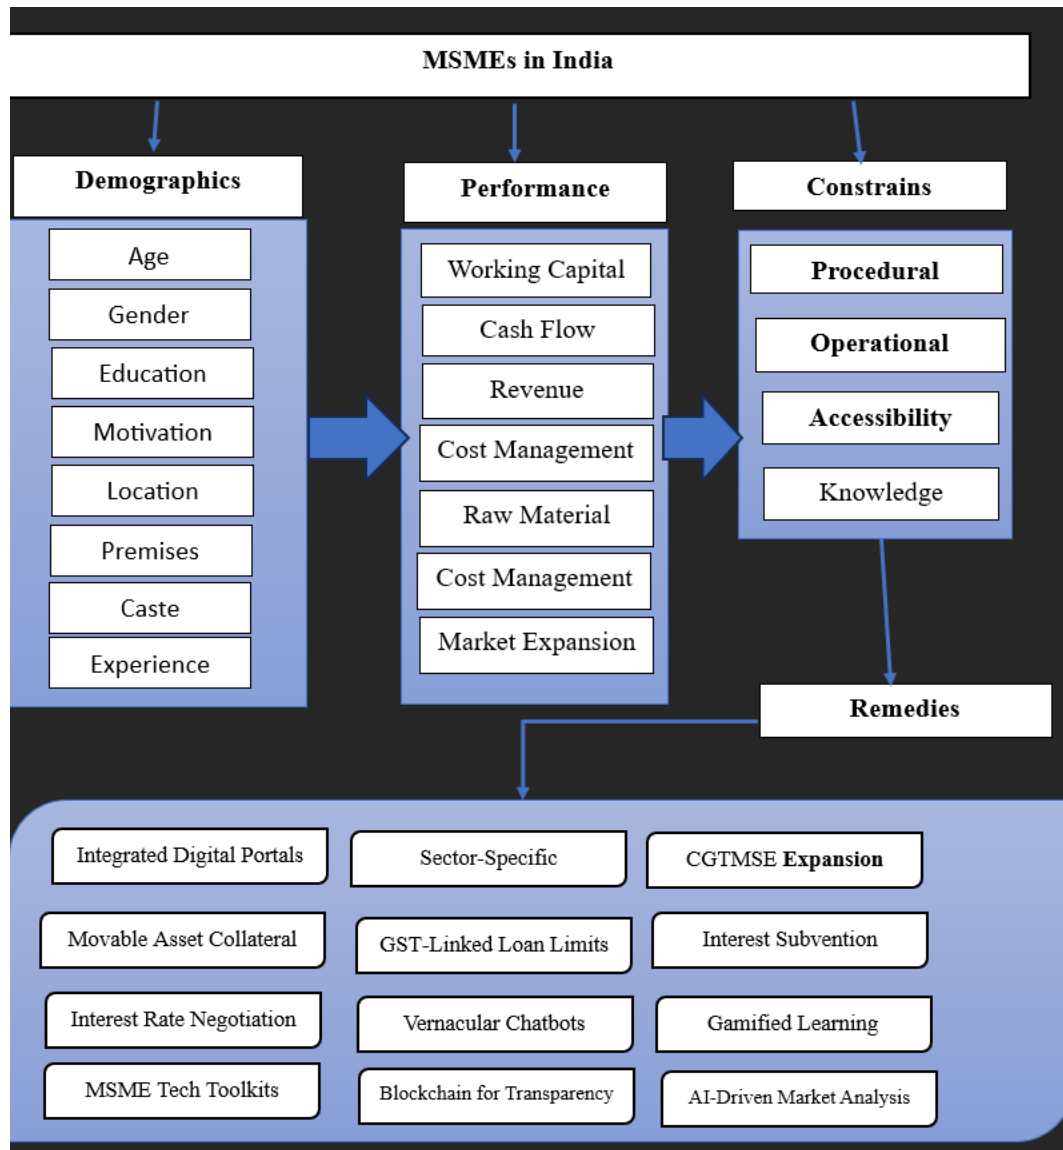 MSMEs in India
Demographics
Age
Gender
Education
Motivation
Location
Premises
Caste
Experience
Performance
Working Capital
Cash Flow
Revenue
Cost Management
Raw Material
Cost Management
Market Expansion
Constrains
Procedural
Operational
Accessibility
Knowledge
Remedies
Integrated Digital Portals
Sector-Specific
CGTMSE Expansion
Movable Asset Collateral
GST-Linked Loan Limits
Interest Subvention
Interest Rate Negotiation
Vernacular Chatbots
Gamified Learning
MSME Tech Toolkits
Blockchain for Transparency
AI-Driven Market Analysis